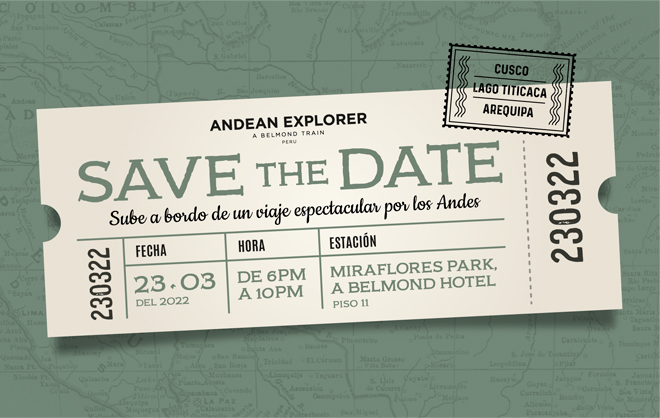 COLOMBIA
CUSCO
LAGO TITICACA
AREQUIPA
ANDEAN EXPLORER
A BELMOND TRAIN
PERU
SAVE THE DATE
Sube a bordo de un viaje espectacular por los Andes
230322
FECHA
23.03
DEL 2022
HORA
DE 6PM
A 10PM
ESTACIÓN
MIRAFLORES PARK,
A BELMOND HOTEL
PISO 11
230322